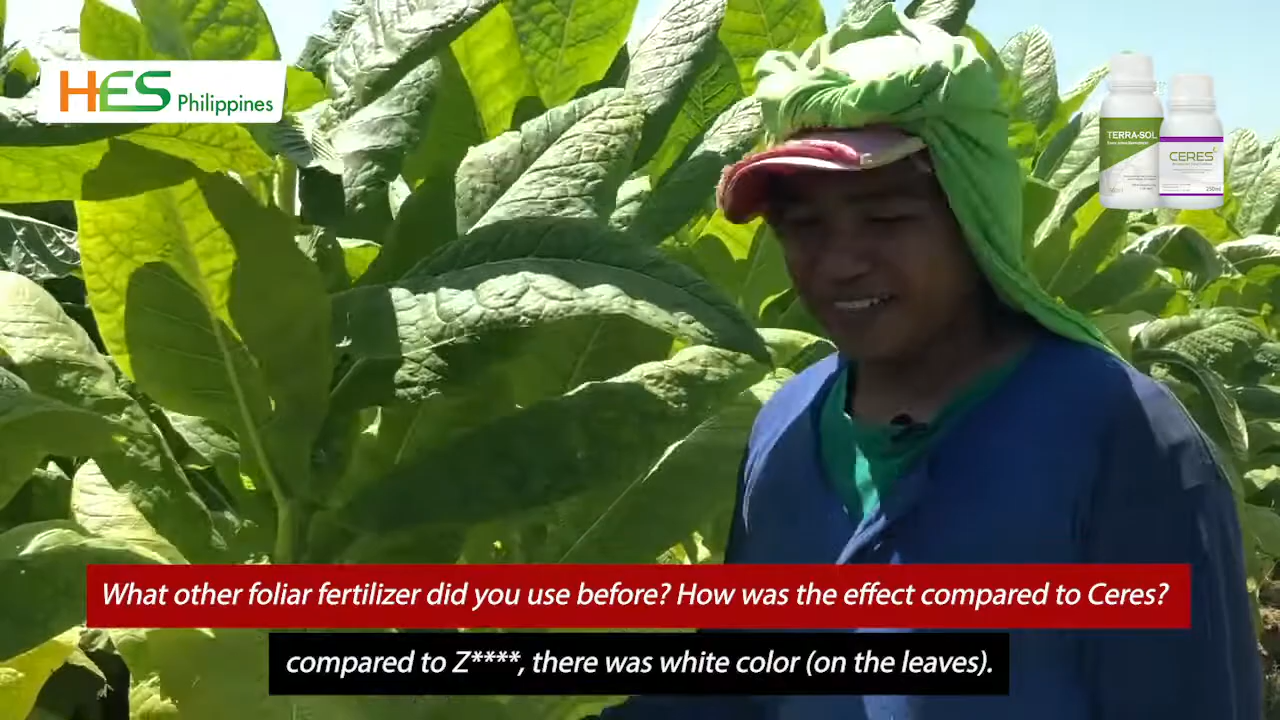 HES Philippines
TERRA-SOL
CERES
250ml
What other foliar fertilizer did you use before? How was the effect compared to Ceres?
compared to Z****, there was white color (on the leaves).